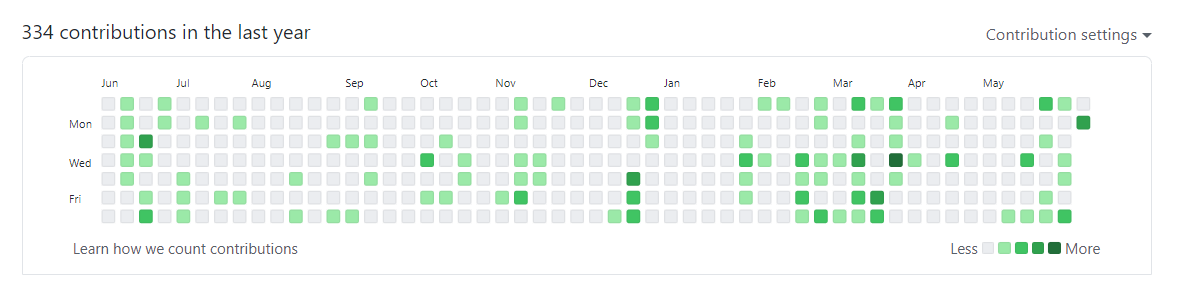 334 contributions in the last year
Contribution settings
Jun Jul Aug Sep Oct Nov Dec Jan Feb Mar Apr May
Mon
Wed
Fri
Learn how we count contributions
Less More